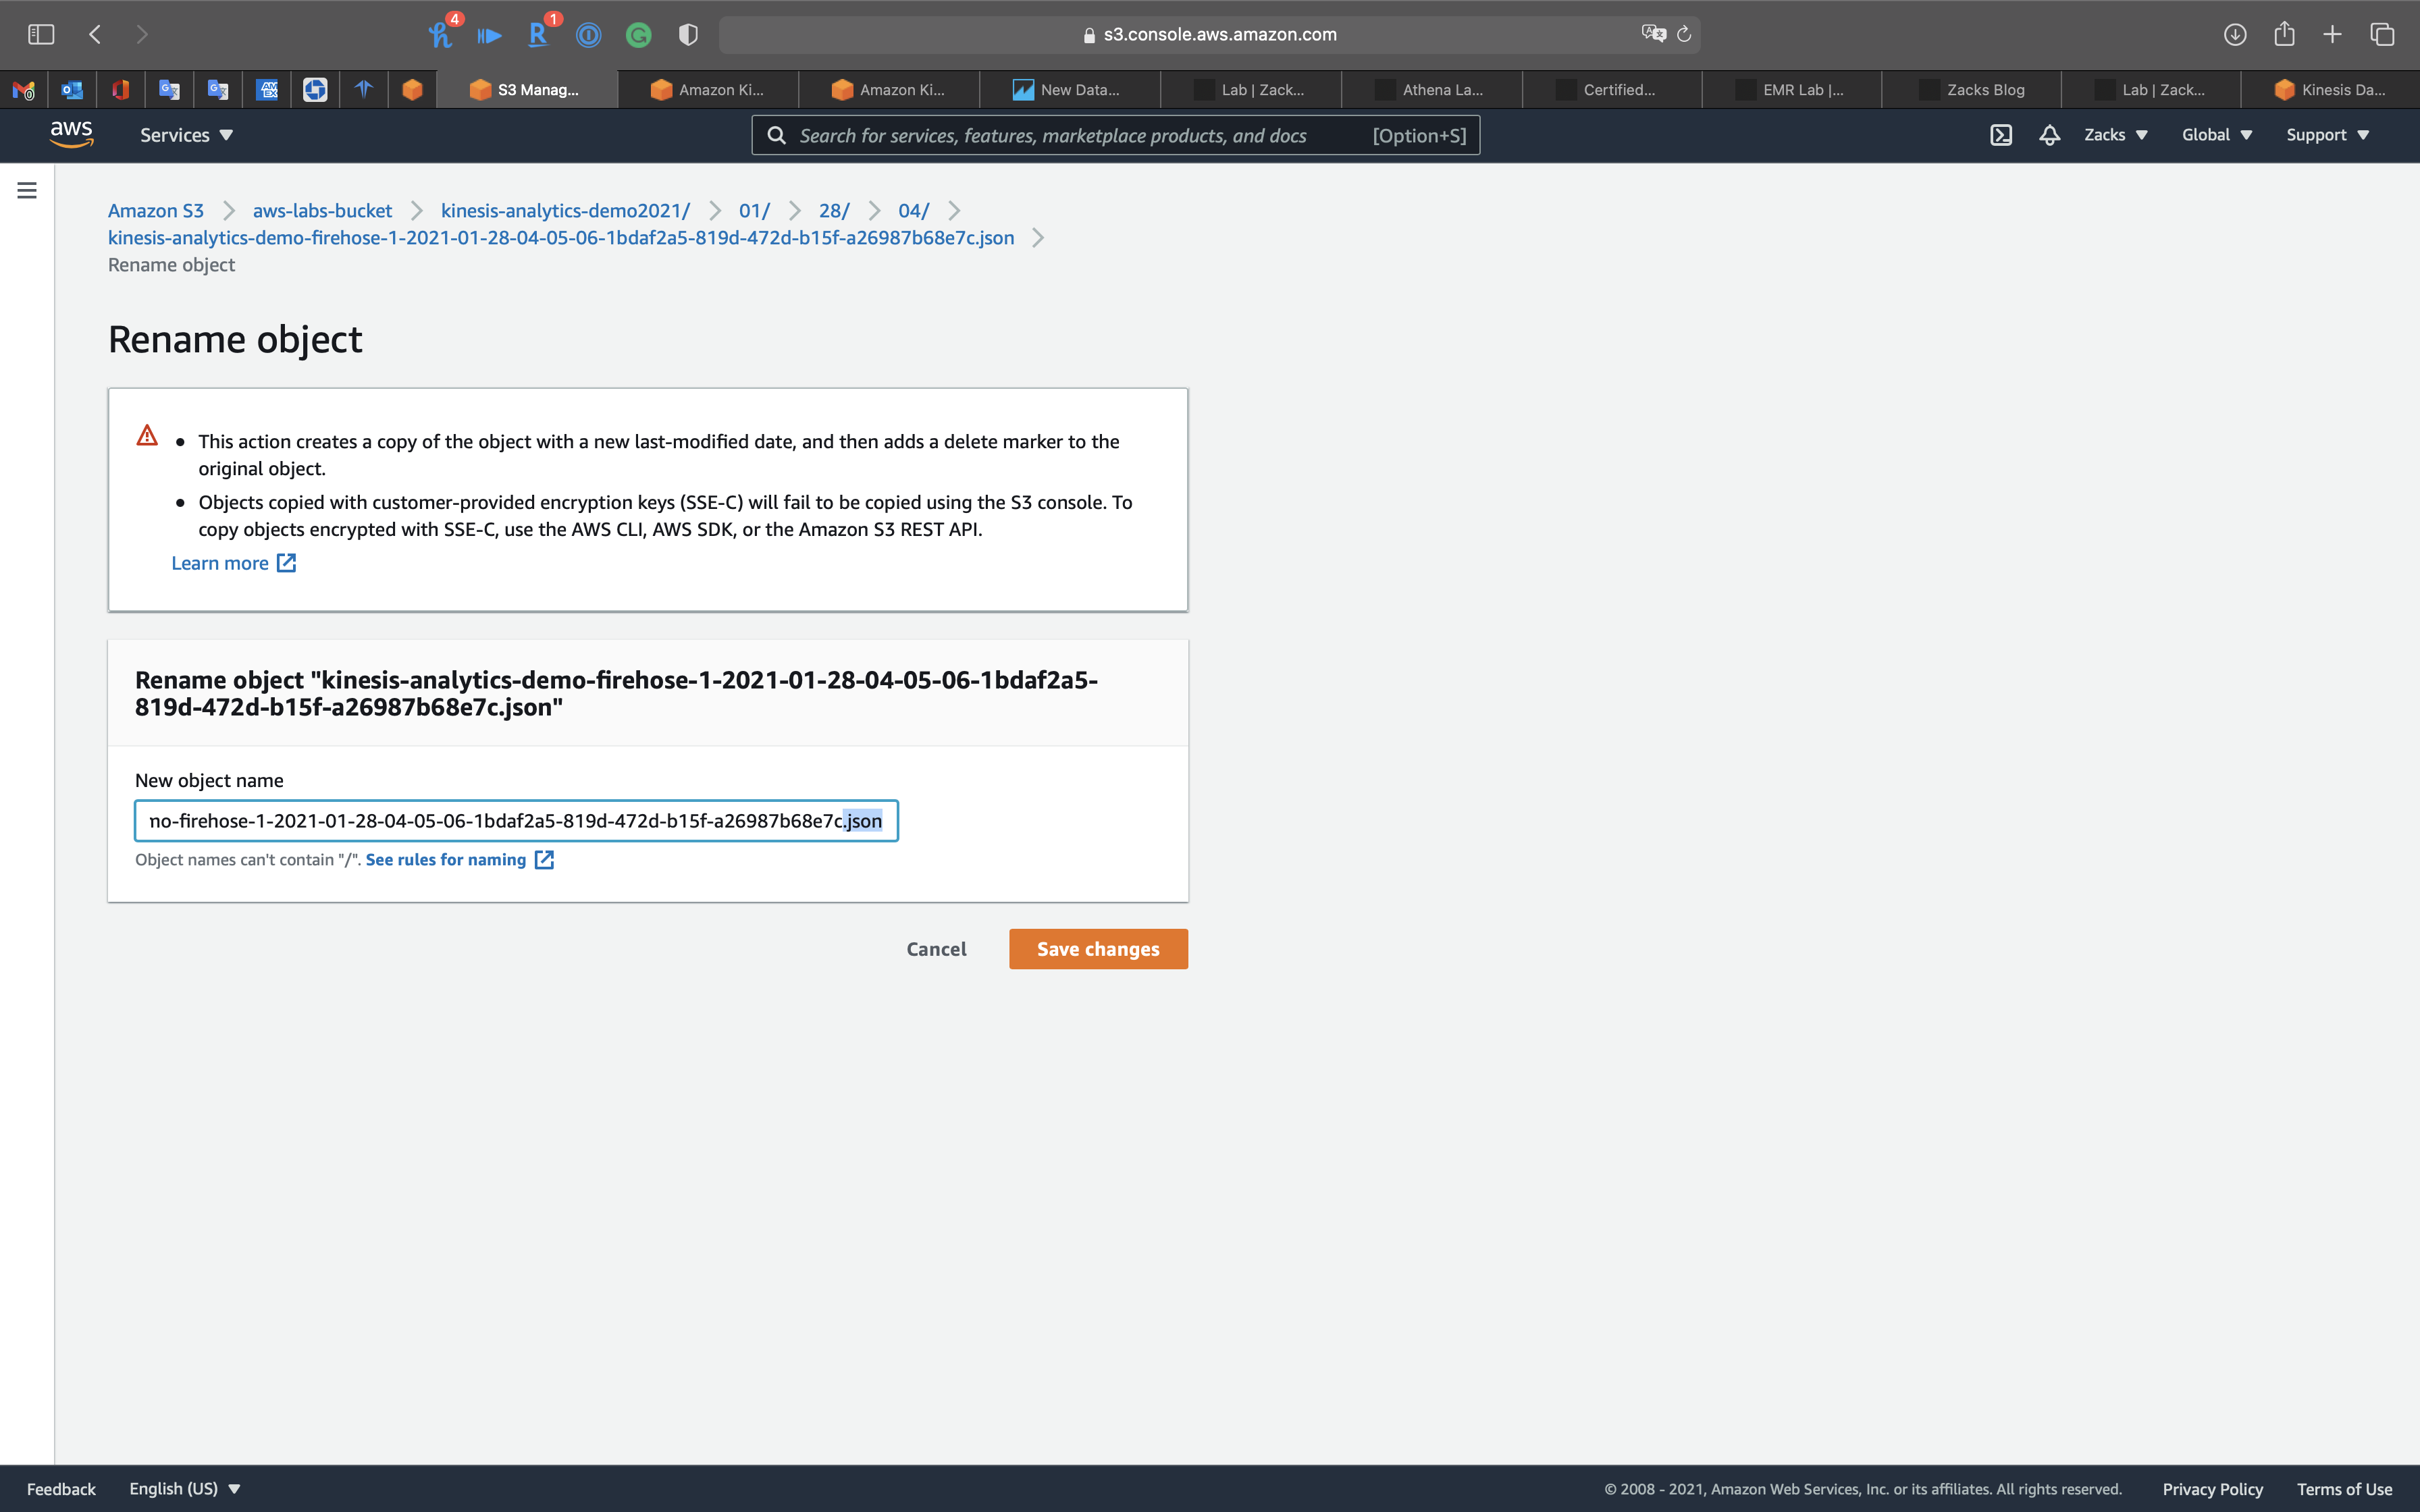 4
1
s3.console.aws.amazon.com
S3 Manag...
Amazon Ki...
Amazon Ki...
New Data...
Lab | Zack...
Athena La...
Certified...
EMR Lab |...
Zacks Blog
Lab | Zack...
Kinesis Da...
aws
Services
Search for services, features, marketplace products, and docs
[Option+S]
Zacks
Global
Support
Amazon S3
aws-labs-bucket
kinesis-analytics-demo2021/
01/
28/
04/
kinesis-analytics-demo-firehose-1-2021-01-28-04-05-06-1bdaf2a5-819d-472d-b15f-a26987b68e7c.json
Rename object
Rename object
• This action creates a copy of the object with a new last-modified date, and then adds a delete marker to the
original object.
• Objects copied with customer-provided encryption keys (SSE-C) will fail to be copied using the S3 console. To
copy objects encrypted with SSE-C, use the AWS CLI, AWS SDK, or the Amazon S3 REST API.
Learn more
Rename object "kinesis-analytics-demo-firehose-1-2021-01-28-04-05-06-1bdaf2a5-
819d-472d-b15f-a26987b68e7c.json"
New object name
no-firehose-1-2021-01-28-04-05-06-1bdaf2a5-819d-472d-b15f-a26987b68e7c.json
Object names can't contain "/". See rules for naming
Cancel
Save changes
Feedback
English (US)
© 2008 - 2021, Amazon Web Services, Inc. or its affiliates. All rights reserved.
Privacy Policy
Terms of Use